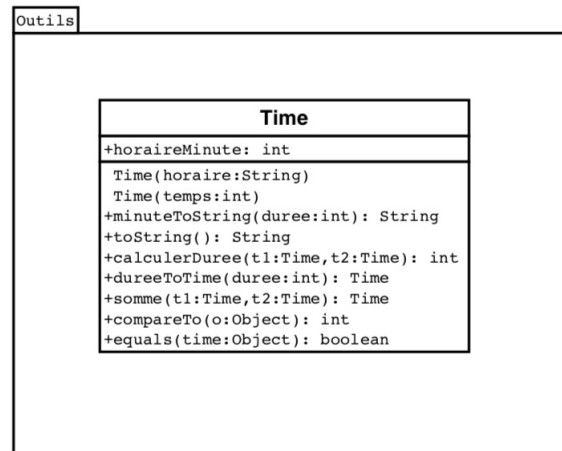 Outils
Time
+horaireMinute: int
Time(horaire:String)
Time(temps:int)
+minuteToString(duree:int): String
+toString(): String
+calculerDuree(t1:Time,t2:Time): int
+dureeToTime(duree:int): Time
+somme(t1:Time,t2:Time): Time
+compareTo(o:Object): int
+equals(time:Object): boolean